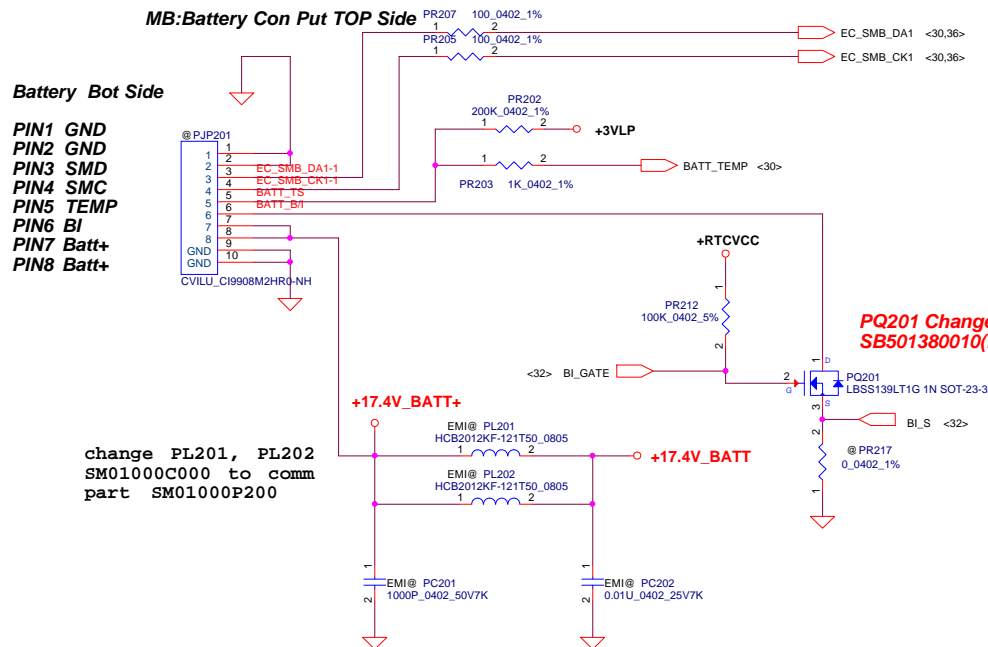 MB:Battery Con Put TOP Side
PR207 100_0402_1%
1 2
EC_SMB_DA1 <30,36>
PR205 100_0402_1%
1 2
EC_SMB_CK1 <30,36>
Battery Bot Side
PIN1 GND
PIN2 GND
PIN3 SMD
PIN4 SMC
PIN5 TEMP
PIN6 BI
PIN7 Batt+
PIN8 Batt+
@PJP201
1 1
2 2
3 3 EC_SMB_DA1-1
4 4 EC_SMB_CK1-1
5 5 BATT_TS
6 6 BATT_B/I
7 7
8 8
GND 9
GND 10
CVILU_CI9908M2HR0-NH
PR202
200K_0402_1%
1 2
+3VLP
1 2
PR203 1K_0402_1%
BATT_TEMP <30>
+RTCVCC
1
PR212
100K_0402_5%
2
<32> BI_GATE
PQ201 Change
SB501380010(
1 D
2 G
3 S
PQ201
LBSS139LT1G 1N SOT-23-3
BI_S <32>
2
@PR217
0_0402_1%
1
+17.4V_BATT+
EMI@ PL201
HCB2012KF-121T50_0805
1 2
+17.4V_BATT
EMI@ PL202
HCB2012KF-121T50_0805
1 2
change PL201, PL202
SM01000C000 to comm
part SM01000P200
1
EMI@ PC201
1000P_0402_50V7K
2
1
EMI@ PC202
0.01U_0402_25V7K
2